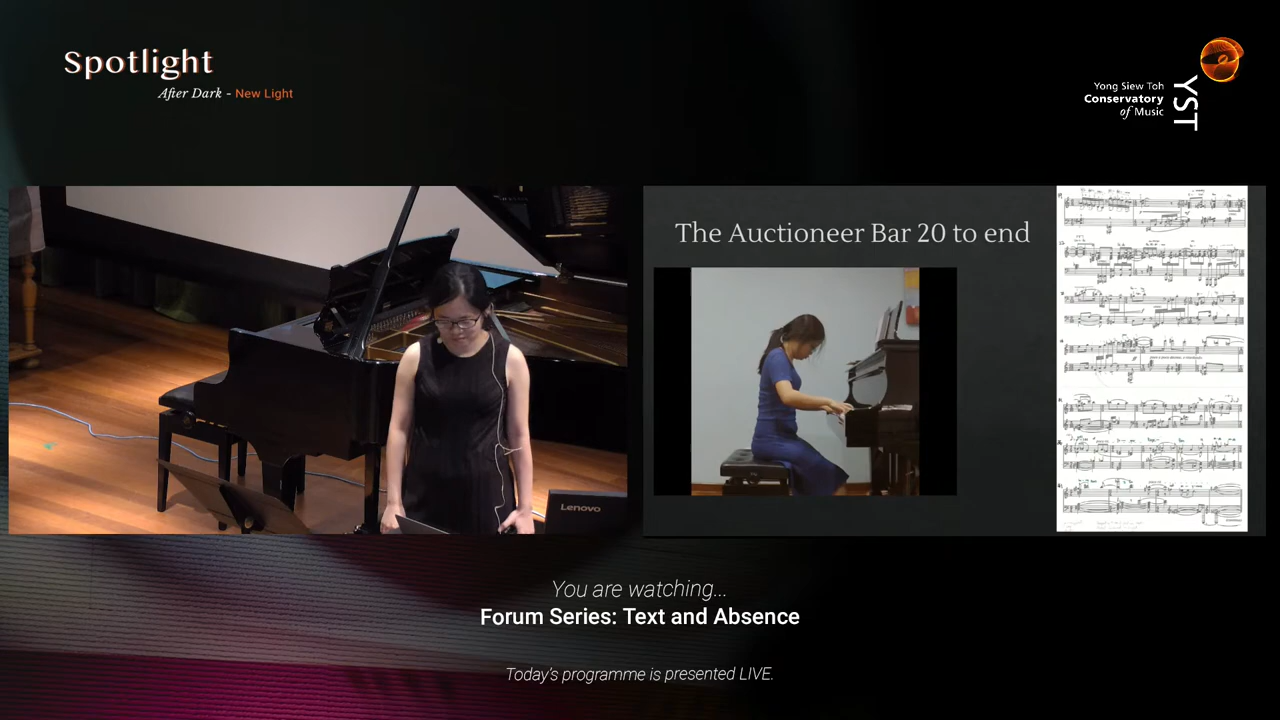 Spotlight
After Dark - New Light
Yong Siew Toh
Conservatory
of Music
YST
The Auctioneer Bar 20 to end
Lenovo
You are watching...
Forum Series: Text and Absence
Today's programme is presented LIVE.